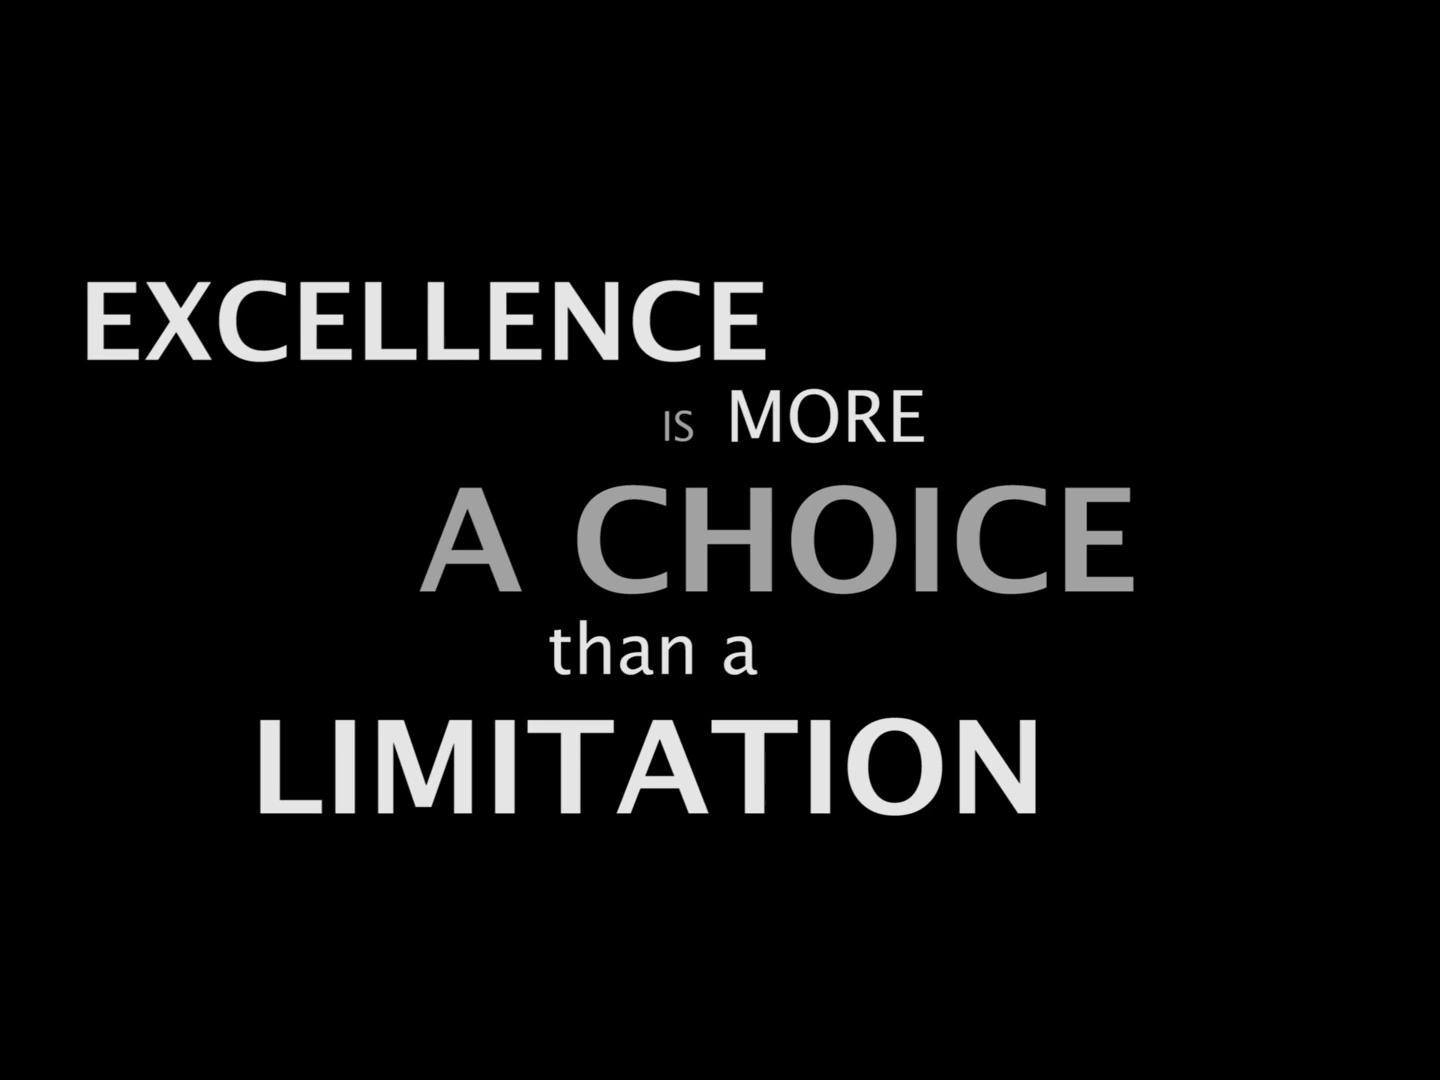 EXCELLENCE
IS MORE
A CHOICE
than a
LIMITATION